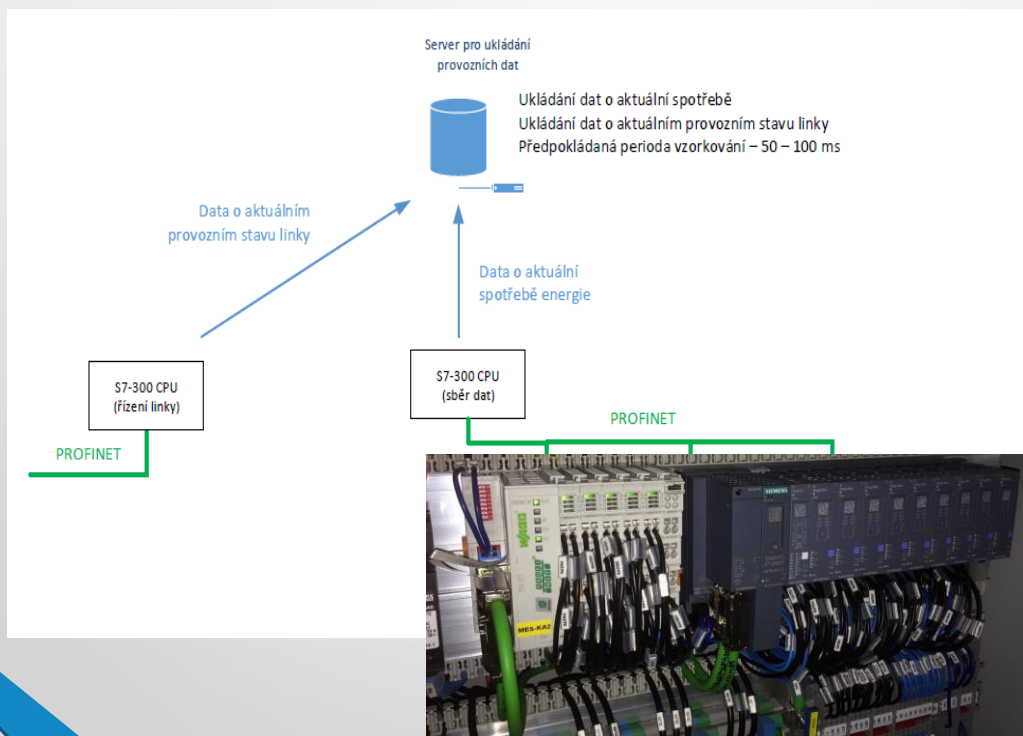 Server pro ukládání
provozních dat
Ukládání dat o aktuální spotřebě
Ukládání dat o aktuálním provozním stavu linky
Předpokládaná perioda vzorkování – 50 – 100 ms
Data o aktuálním
provozním stavu linky
Data o aktuální
spotřebě energie
S7-300 CPU
(řízení linky)
S7-300 CPU
(sběr dat)
PROFINET
PROFINET
SIEMENS
WAGO
MES-KA2